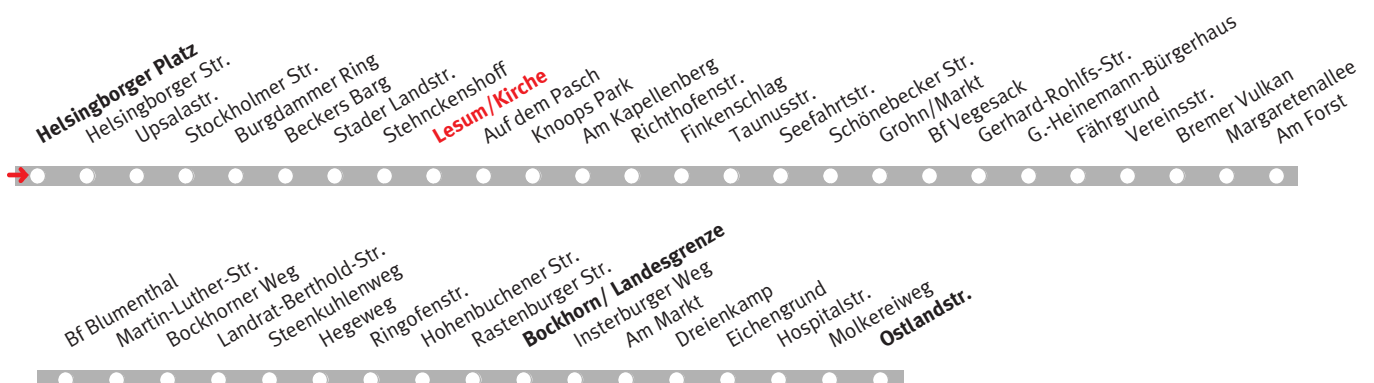 Helsingborger Platz
Helsingborger Str.
Upsalastr.
Stockholmer Str.
Burgdammer Ring
Beckers Barg
Stader Landstr.
Stehnckenshoff
Lesum/Kirche
Auf dem Pasch
Knoops Park
Am Kapellenberg
Richthofenstr.
Finkenschlag
Taunusstr.
Seefahrtstr.
Schönebecker Str.
Grohn/Markt
Bf Vegesack
Gerhard-Rohlfs-Str.
G.-Heinemann-Bürgerhaus
Fährgrund
Vereinsstr.
Bremer Vulkan
Margaretenallee
Am Forst
Bf Blumenthal
Martin-Luther-Str.
Bockhorner Weg
Landrat-Berthold-Str.
Steenkuhlenweg
Hegeweg
Ringofenstr.
Hohenbuchener Str.
Rastenburger Str.
Bockhorn/ Landesgrenze
Insterburger Weg
Am Markt
Dreienkamp
Eichengrund
Hospitalstr.
Molkereiweg
Ostlandstr.